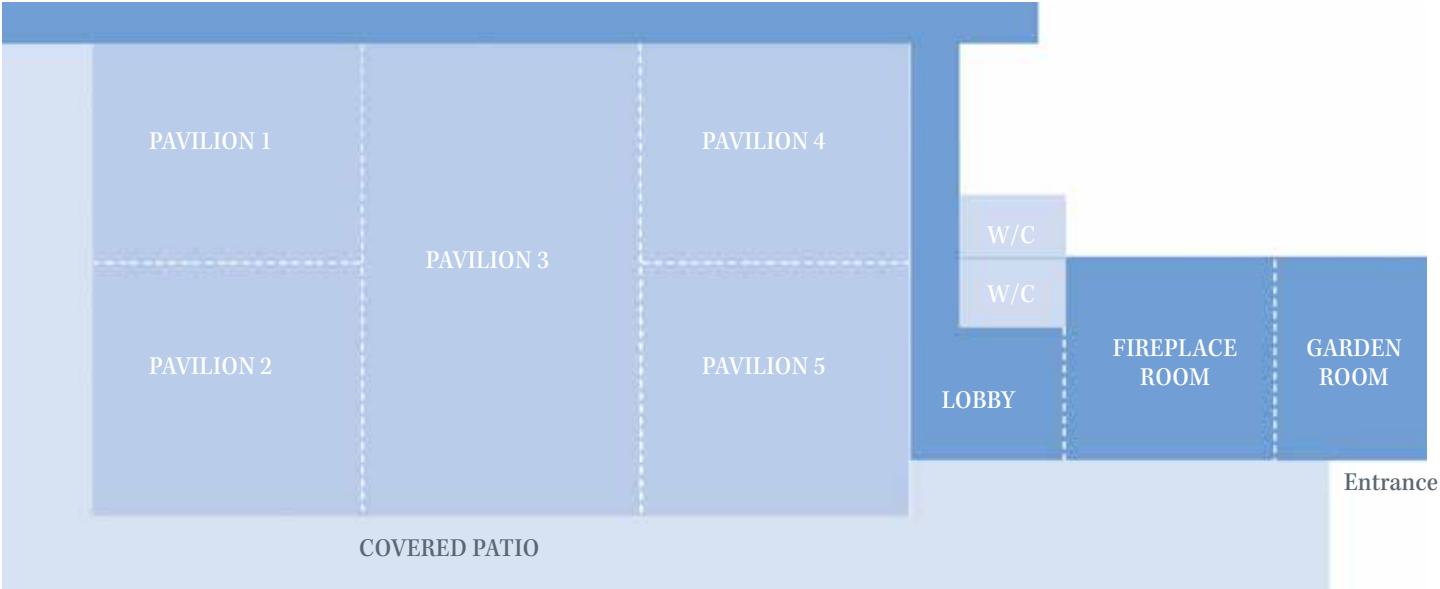 PAVILION 1
PAVILION 4
W/C
PAVILION 3
W/C
PAVILION 2
PAVILION 5
LOBBY
FIREPLACE
ROOM
GARDEN
ROOM
Entrance
COVERED PATIO